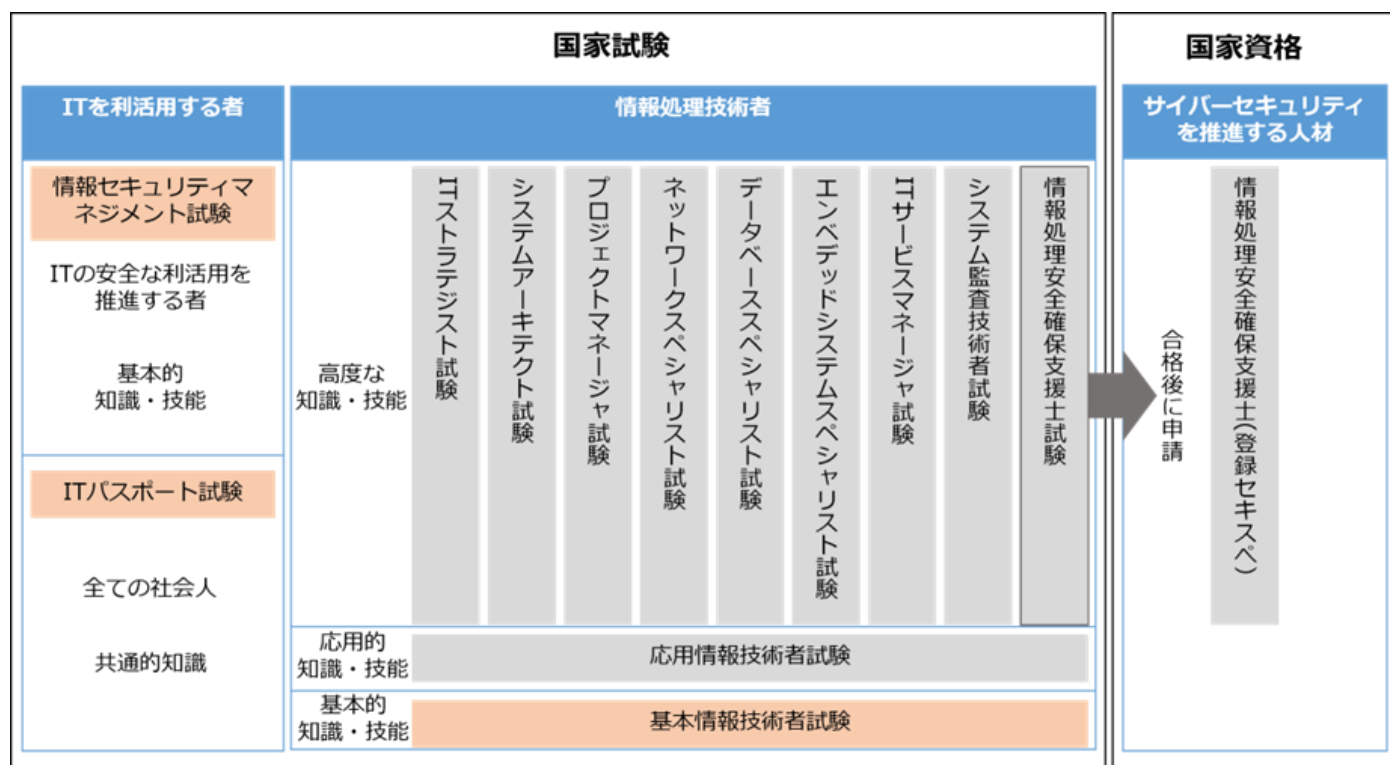 国家試験
国家資格
ITを利活用する者
情報処理技術者
サイバーセキュリティ
を推進する人材
情報セキュリティマ
ネジメント試験
ITの安全な利活用を
推進する者
基本的
知識・技能
ITパスポート試験
全ての社会人
共通的知識
高度な
知識・技能
ITストラテジスト試験
システムアーキテクト試験
プロジェクトマネージャ試験
ネットワークスペシャリスト試験
データベーススペシャリスト試験
エンベデッドシステムスペシャリスト試験
ITサービスマネージャ試験
システム監査技術者試験
情報処理安全確保支援士試験
応用的
知識・技能
応用情報技術者試験
基本的
知識・技能
基本情報技術者試験
合格後に申請
情報処理安全確保支援士(登録セキスペ)